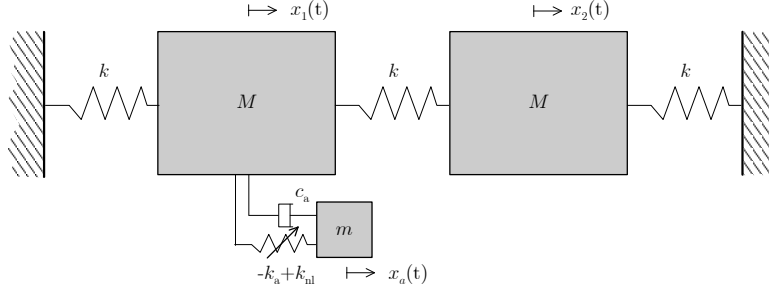 x₁(t) x₂(t)
k k k
M M
cₐ
m
-kₐ+kₙₗ xₐ(t)